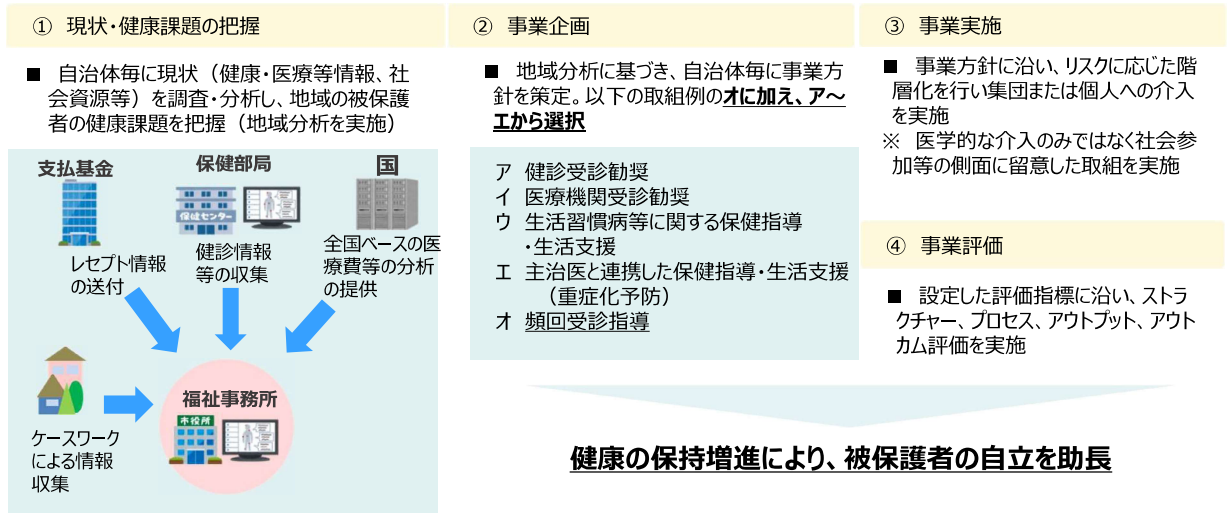 ① 現状・健康課題の把握
■ 自治体毎に現状（健康・医療等情報、社
会資源等）を調査・分析し、地域の被保護
者の健康課題を把握（地域分析を実施）
支払基金
保健部局
国
保健センター
レセプト情報
の送付
健診情報
等の収集
全国ベースの医
療費等の分析
の提供
福祉事務所
市役所
ケースワーク
による情報
収集
② 事業企画
■ 地域分析に基づき、自治体毎に事業方
針を策定。以下の取組例のオに加え、ア～
エから選択
ア 健診受診勧奨
イ 医療機関受診勧奨
ウ 生活習慣病等に関する保健指導
・生活支援
エ 主治医と連携した保健指導・生活支援
（重症化予防）
オ 頻回受診指導
③ 事業実施
■ 事業方針に沿い、リスクに応じた階
層化を行い集団または個人への介入
を実施
※ 医学的な介入のみではなく社会参
加等の側面に留意した取組を実施
④ 事業評価
■ 設定した評価指標に沿い、ストラ
クチャー、プロセス、アウトプット、アウト
カム評価を実施
健康の保持増進により、被保護者の自立を助長